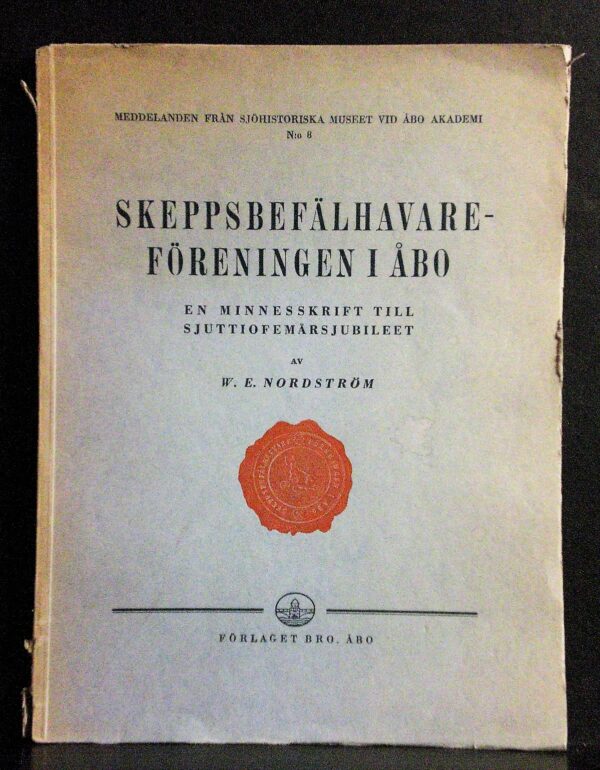 MEDDELANDEN FRÅN SJÖHISTORISKA MUSEET VID ÅBO AKADEMI
N:o 8
SKEPPSBEFÄLHAVARE-
FÖRENINGEN I ÅBO
EN MINNESSKRIFT TILL
SJUTTIOFEMÅRSJUBILEET
AV
W. E. NORDSTRÖM
FÖRLAGET BRO. ÅBO